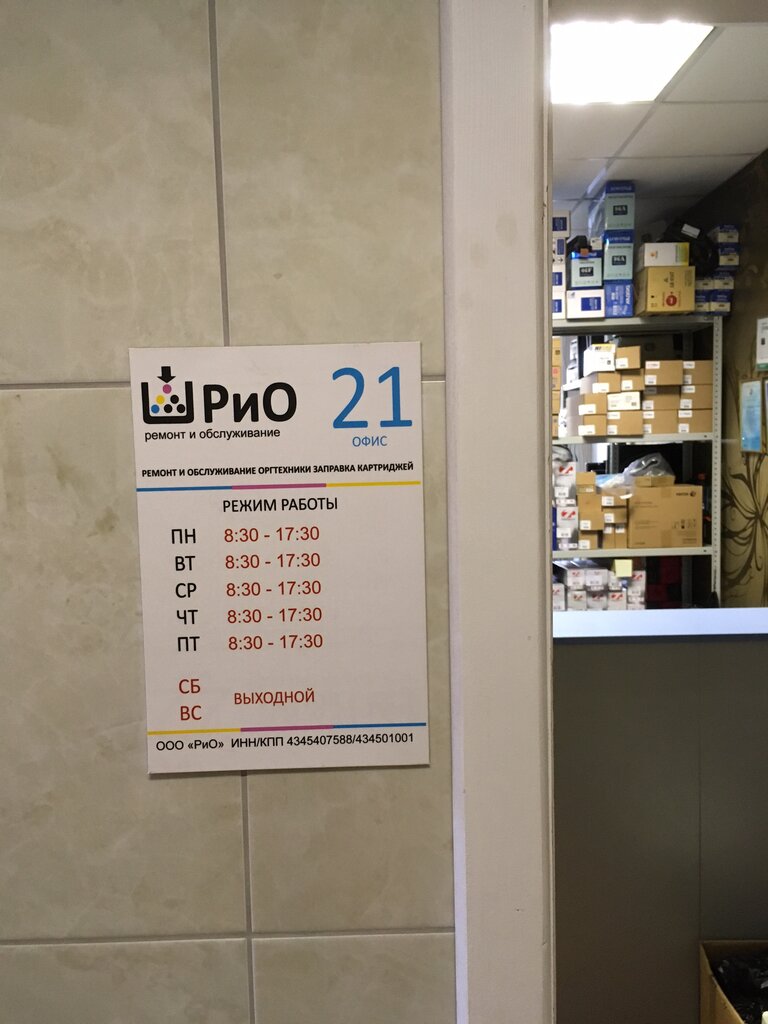 РиО
ремонт и обслуживание
21
ОФИС
РЕМОНТ И ОБСЛУЖИВАНИЕ ОРГТЕХНИКИ ЗАПРАВКА КАРТРИДЖЕЙ
РЕЖИМ РАБОТЫ
ПН 8:30 - 17:30
ВТ 8:30 - 17:30
СР 8:30 - 17:30
ЧТ 8:30 - 17:30
ПТ 8:30 - 17:30
СБ
ВС
ВЫХОДНОЙ
ООО «РиО» ИНН/КПП 4345407588/434501001